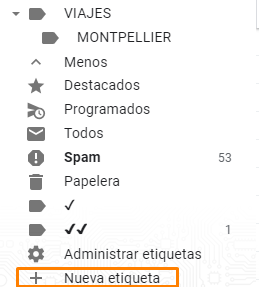 VIAJES
MONTPELLIER
Menos
Destacados
Programados
Todos
Spam 53
Papelera
✓
✓✓ 1
Administrar etiquetas
Nueva etiqueta